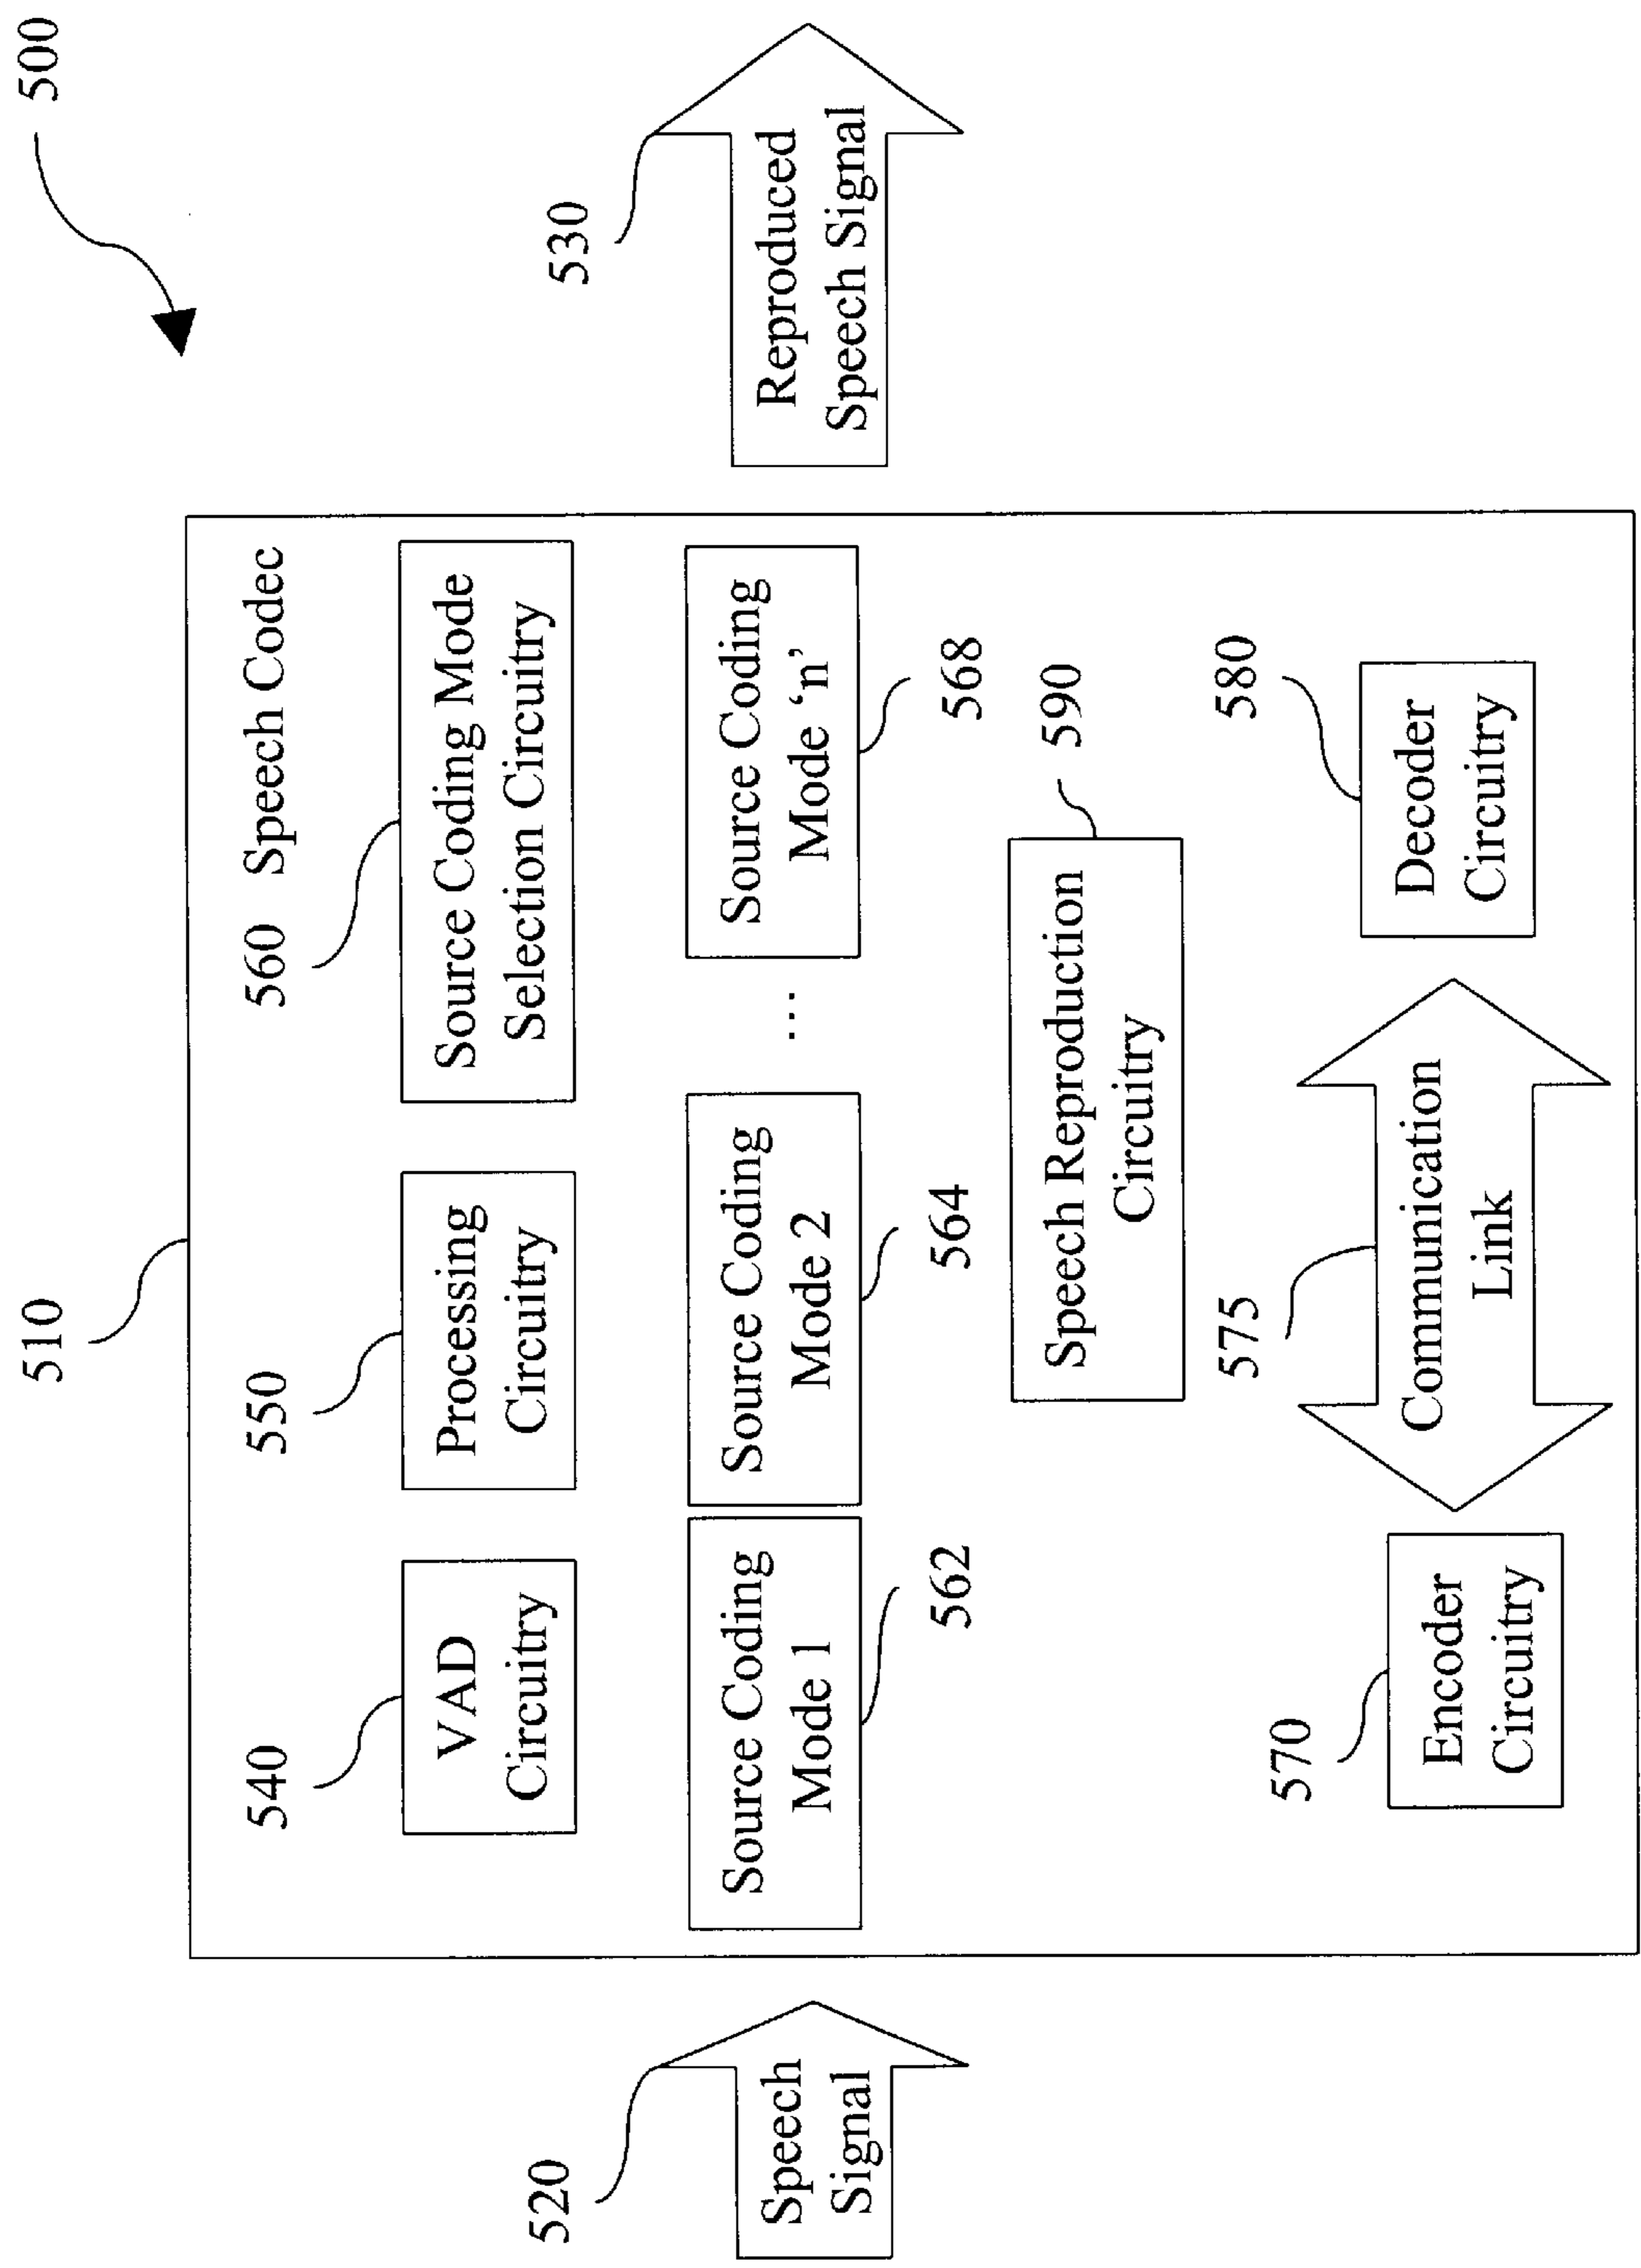 500
510
560 Speech Codec
540
550
VAD
Circuitry
Processing
Circuitry
Source Coding Mode
Selection Circuitry
520
530
Speech
Signal
Source Coding
Mode 1
Source Coding
Mode 2
...
Source Coding
Mode ‘n’
Reproduced
Speech Signal
562
564
568
Speech Reproduction
Circuitry
590
570
575
580
Encoder
Circuitry
Communication
Link
Decoder
Circuitry